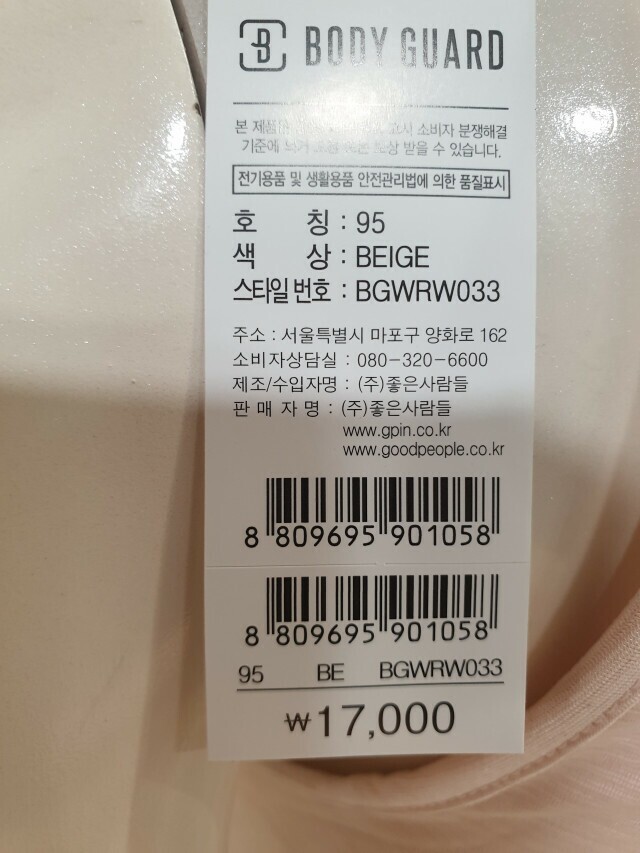 B BODY GUARD
본 제품은 소비자 분쟁해결
기준에 보상 받을 수 있습니다.
전기용품 및 생활용품 안전관리법에 의한 품질표시
호 칭 : 95
색 상 : BEIGE
스타일 번호 : BGWRW033
주소 : 서울특별시 마포구 양화로 162
소비자상담실 : 080-320-6600
제조/수입자명 : (주)좋은사람들
판 매 자 명 : (주)좋은사람들
www.gpin.co.kr
www.goodpeople.co.kr
8 809695 901058
8 809695 901058
95 BE BGWRW033
₩17,000